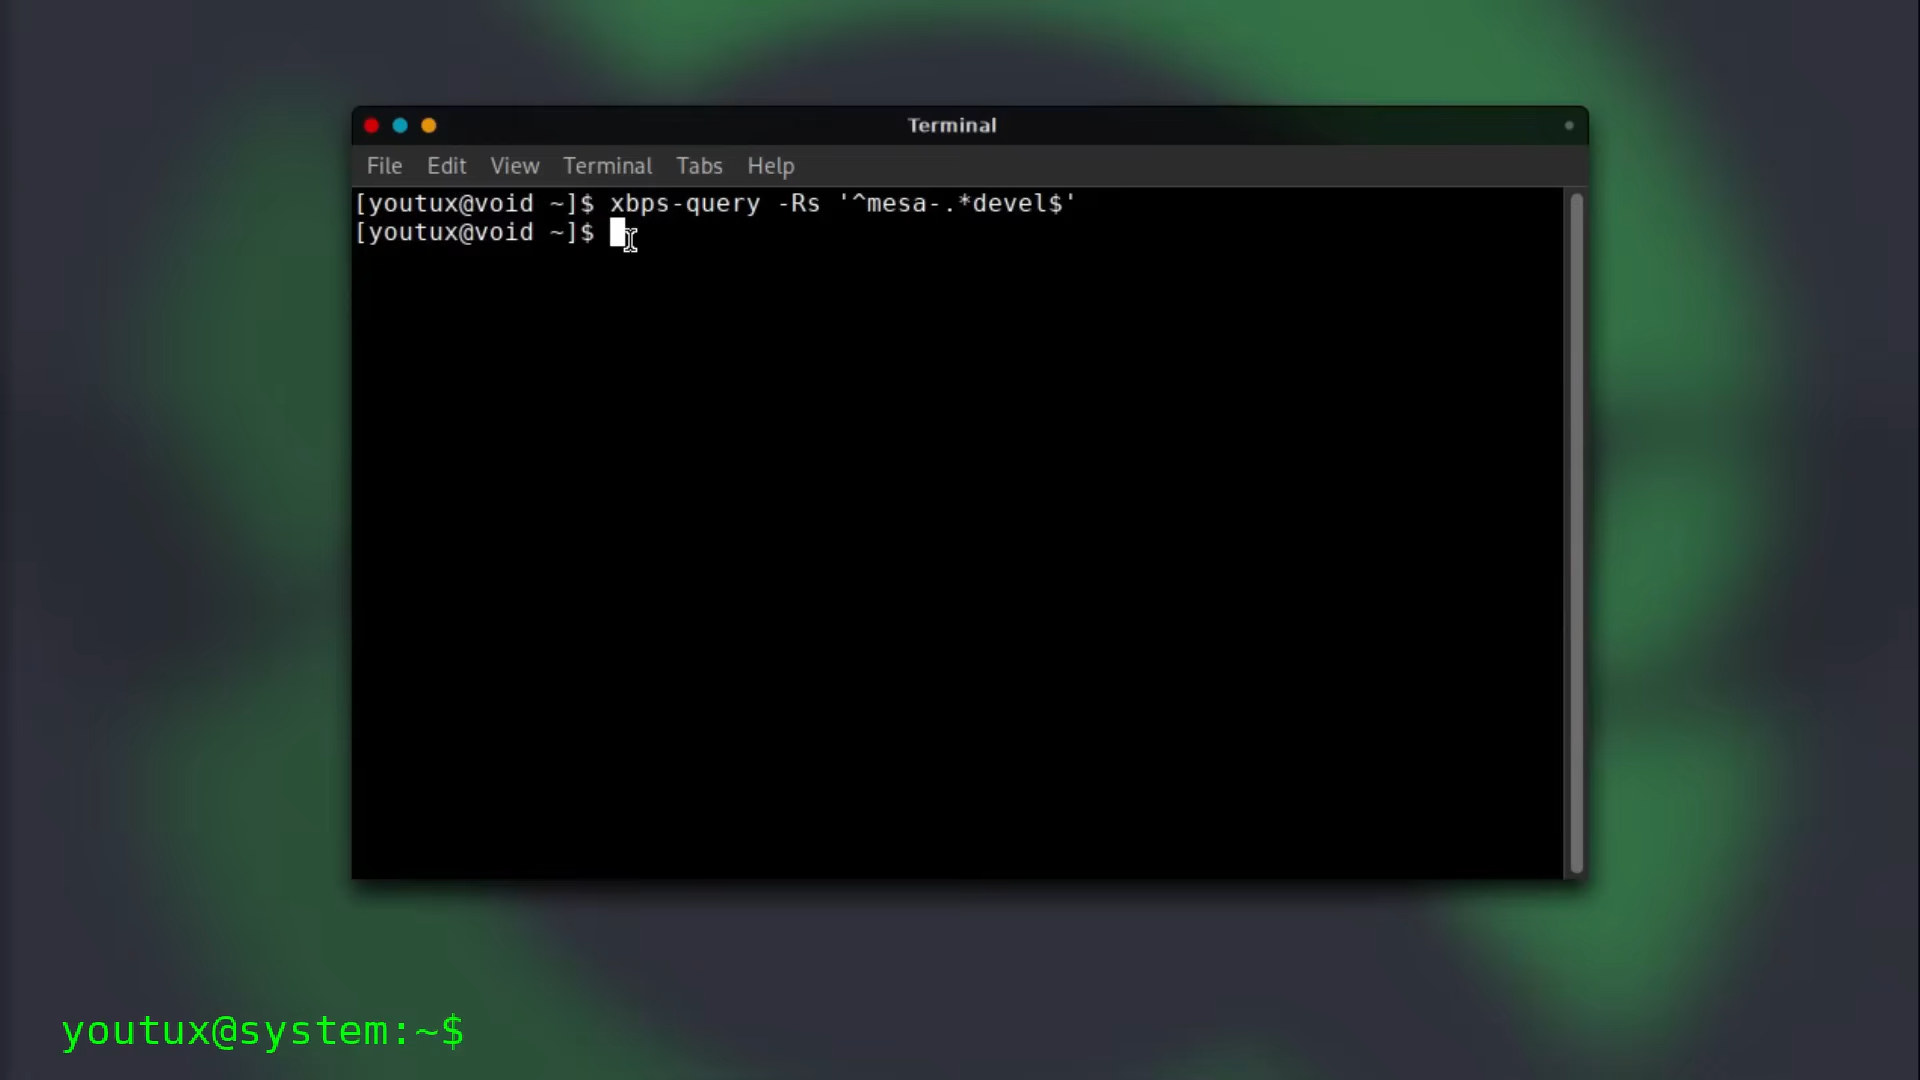 Terminal
File Edit View Terminal Tabs Help
[youtux@void ~]$ xbps-query -Rs '^mesa-.*devel$'
[youtux@void ~]$
youtux@system:~$